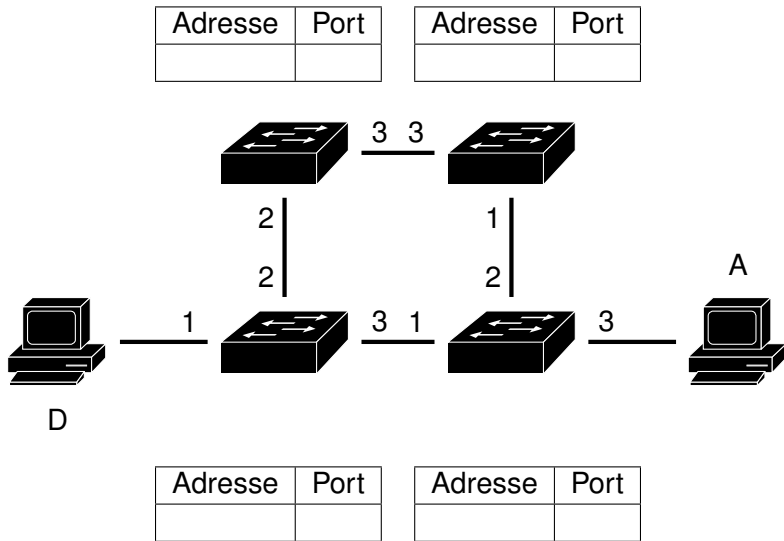 Adresse Port Adresse Port
3 3
2 1
A
2 2
1 3 1 3
D
Adresse Port Adresse Port